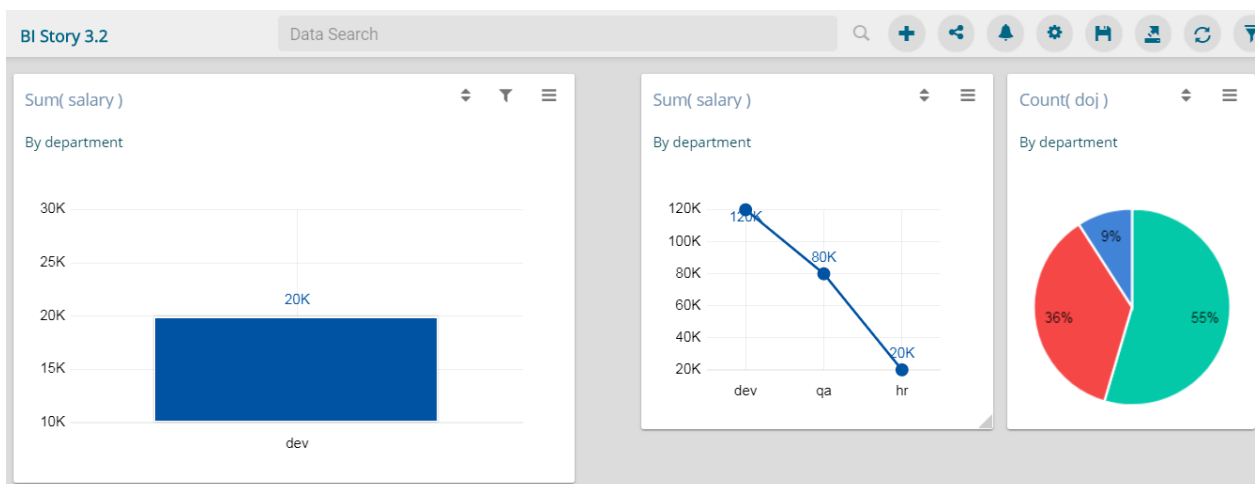 BI Story 3.2
Data Search
Sum( salary )
By department
30K
25K
20K
15K
10K
20K
dev
Sum( salary )
By department
120K
100K
80K
60K
40K
20K
120K
80K
20K
dev qa hr
Count( doj )
By department
9%
36%
55%